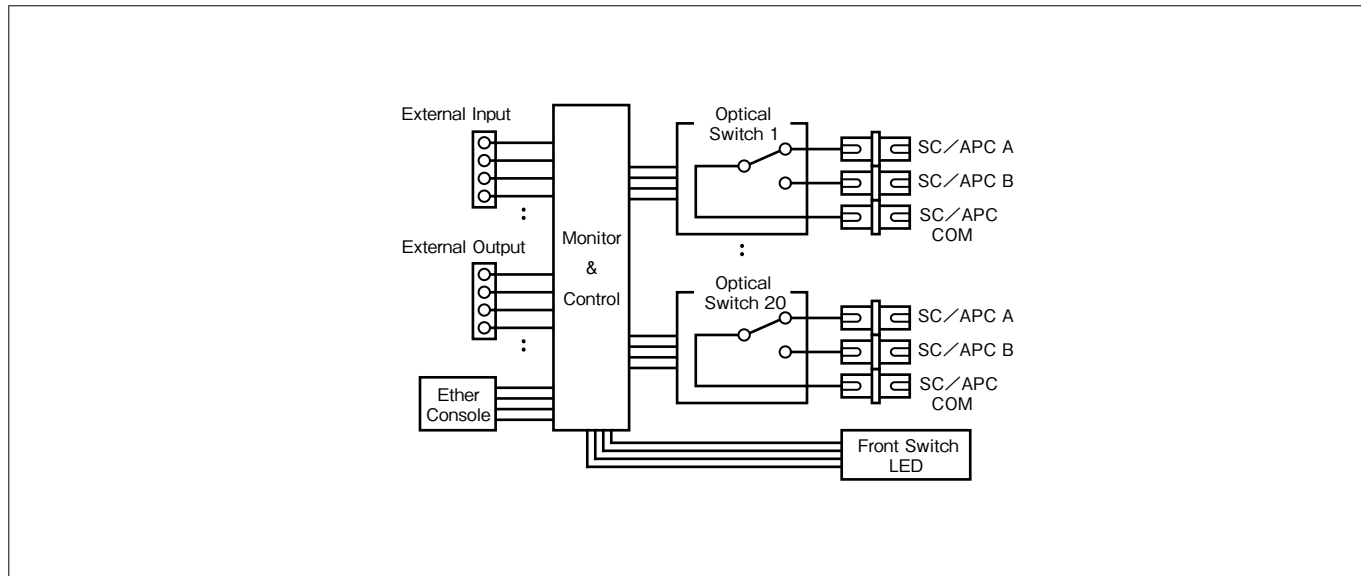 External Input
:
External Output
:
Ether
Console
Monitor
&
Control
Optical
Switch 1
SC／APC A
SC／APC B
SC／APC
COM
:
Optical
Switch 20
SC／APC A
SC／APC B
SC／APC
COM
Front Switch
LED